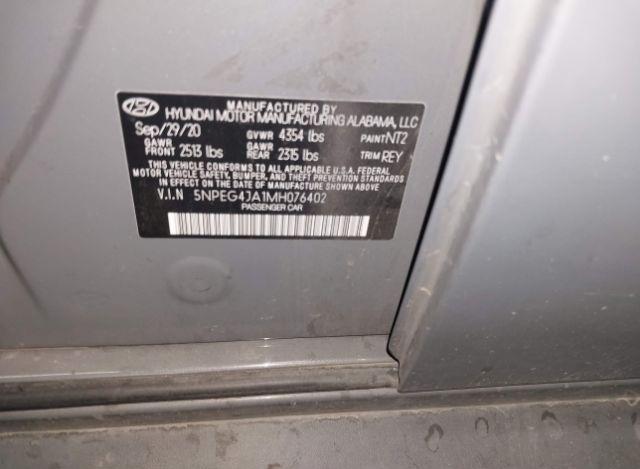 MANUFACTURED BY
HYUNDAI MOTOR MANUFACTURING ALABAMA, LLC
Sep/29/20 GVWR 4354 lbs PAINT NT2
GAWR FRONT 2513 lbs GAWR REAR 2315 lbs TRIM REY
THIS VEHICLE CONFORMS TO ALL APPLICABLE U.S.A FEDERAL
MOTOR VEHICLE SAFETY, BUMPER, AND THEFT PREVENTION STANDARDS
IN EFFECT ON THE DATE OF MANUFACTURE SHOWN ABOVE.
V.I.N 5NPEG4JA1MH076402
PASSENGER CAR